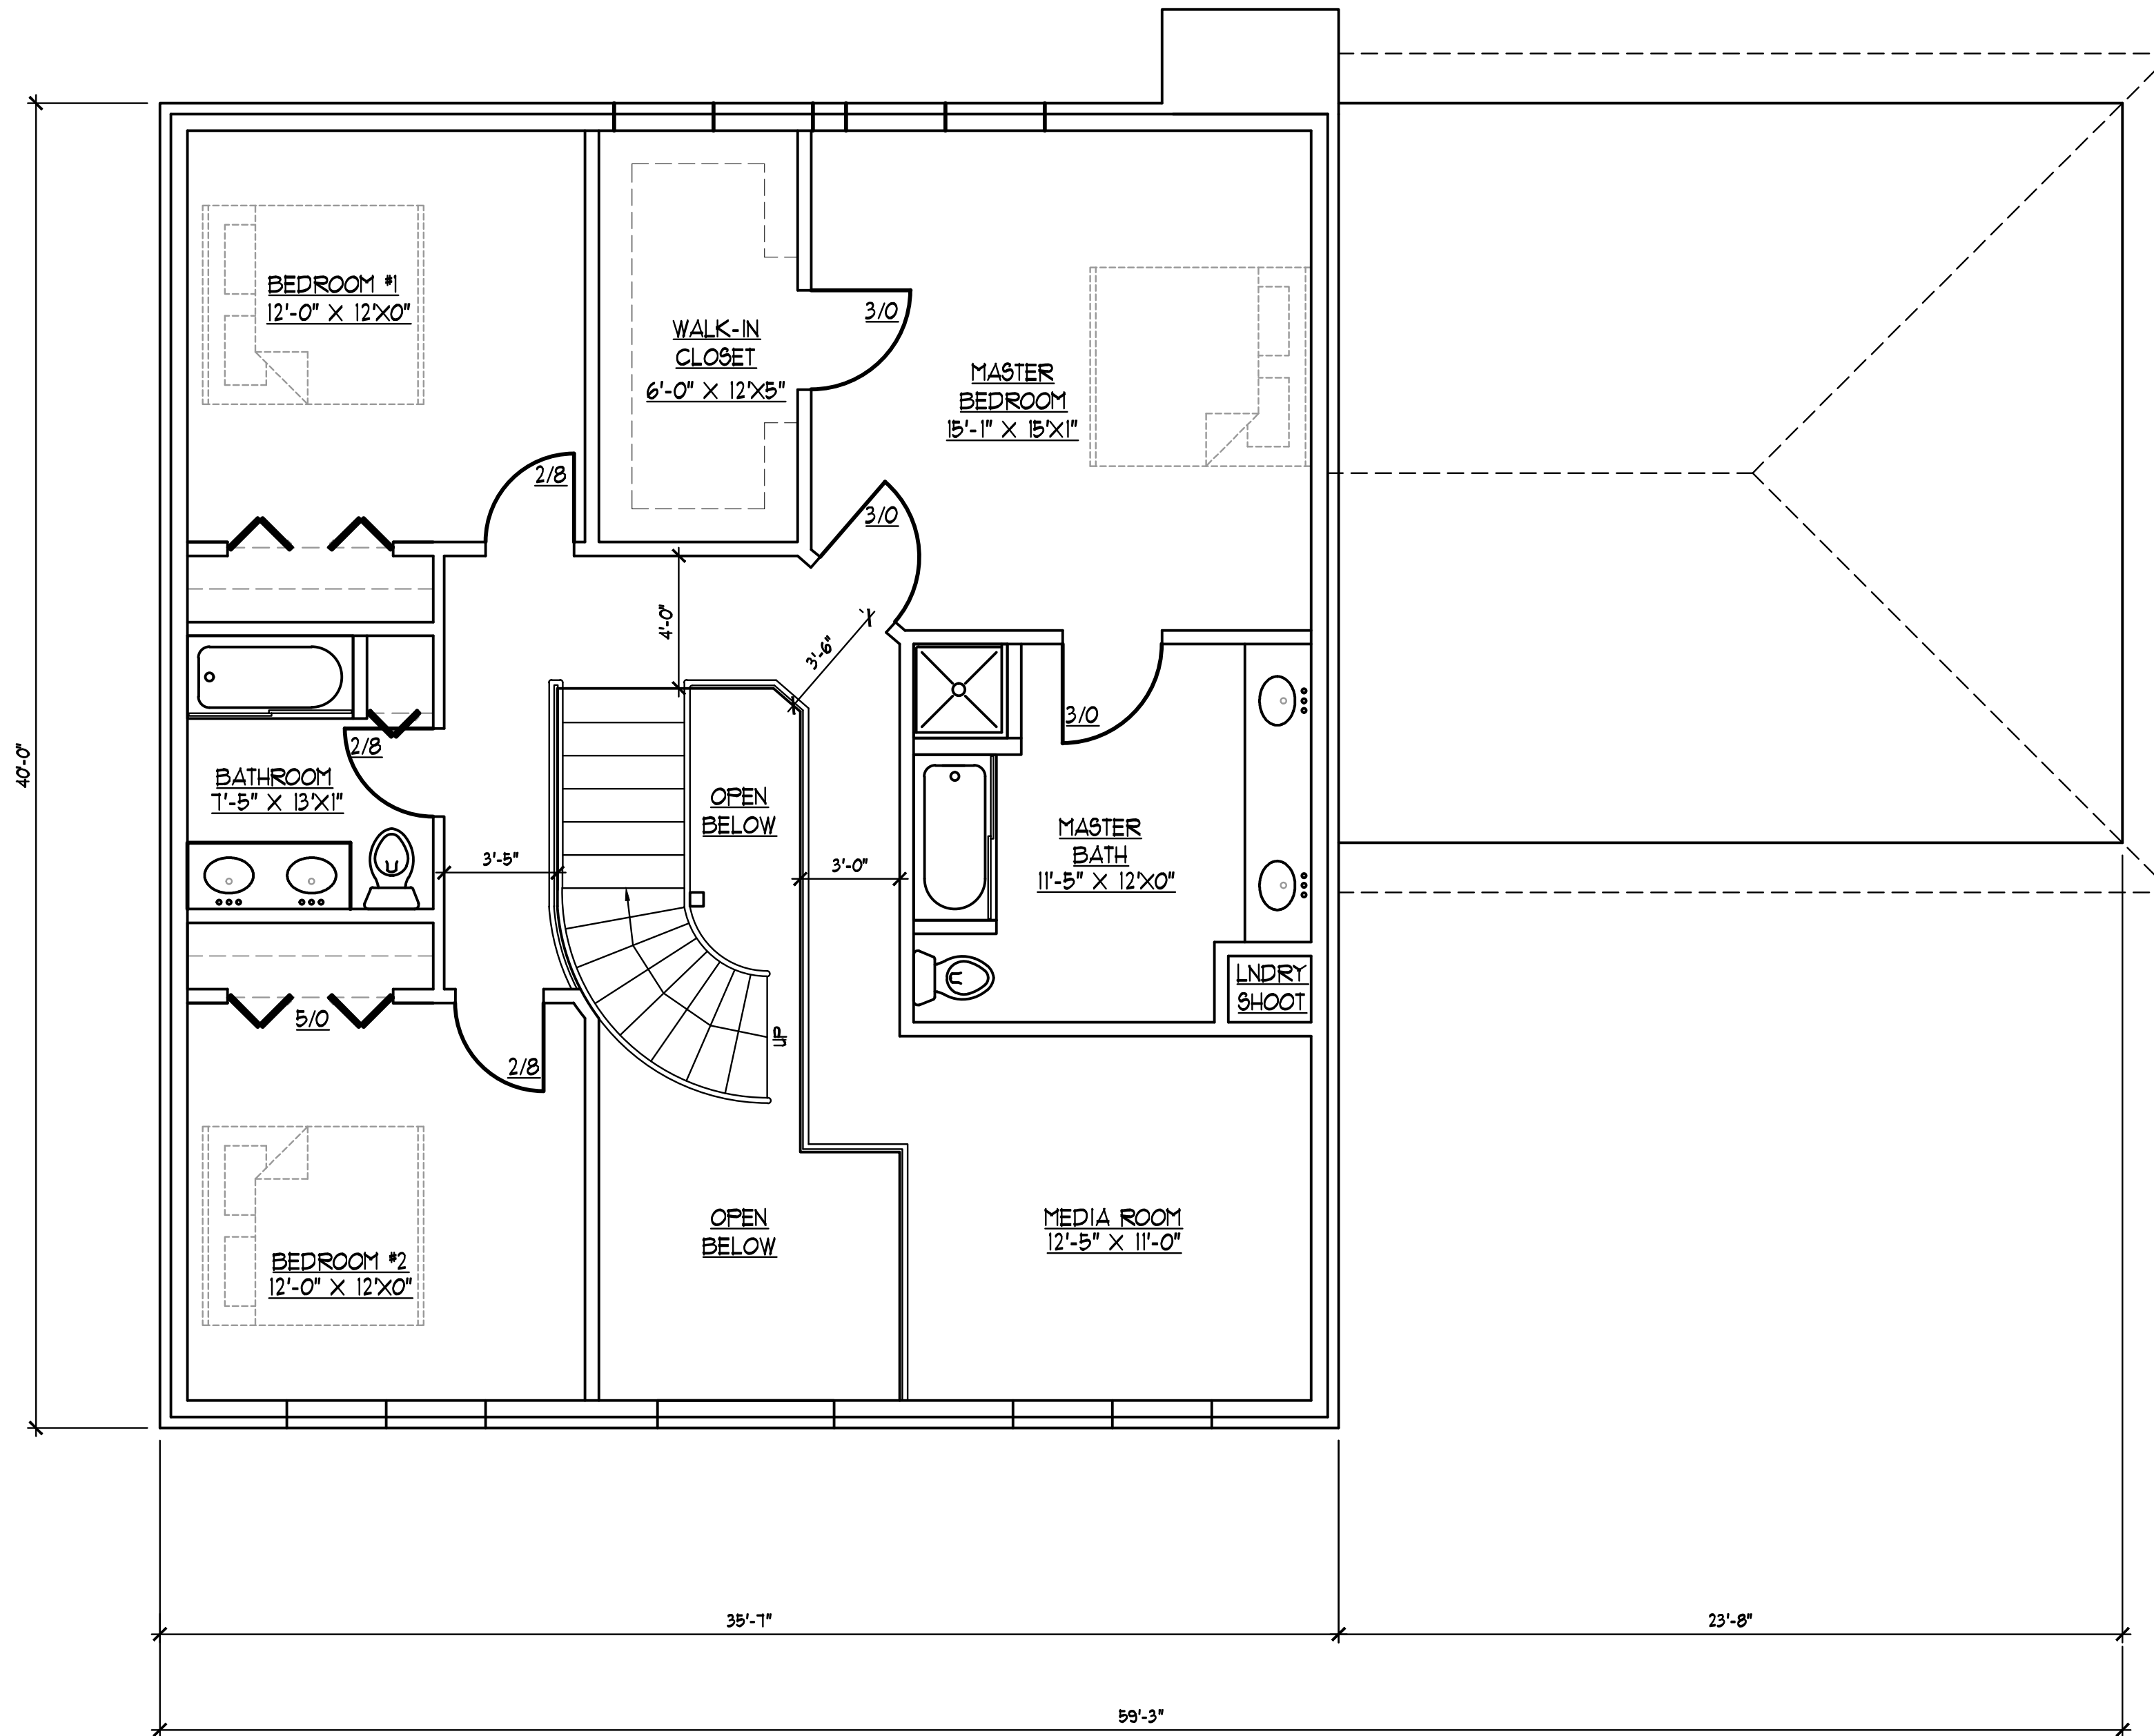 BEDROOM #1
12'-0" X 12'X0"
WALK-IN
CLOSET
6'-0" X 12'X5"
3/0
MASTER
BEDROOM
15'-1" X 15'X1"
2/8
3/0
4'-0"
3'-6"
40'-0"
2/8
3/0
BATHROOM
7'-5" X 13'X1"
OPEN
BELOW
MASTER
BATH
11'-5" X 12'X0"
3'-5"
3'-0"
LNDRY
SHOOT
5/0
UP
2/8
OPEN
BELOW
MEDIA ROOM
12'-5" X 11'-0"
BEDROOM #2
12'-0" X 12'X0"
35'-7"
23'-8"
59'-3"